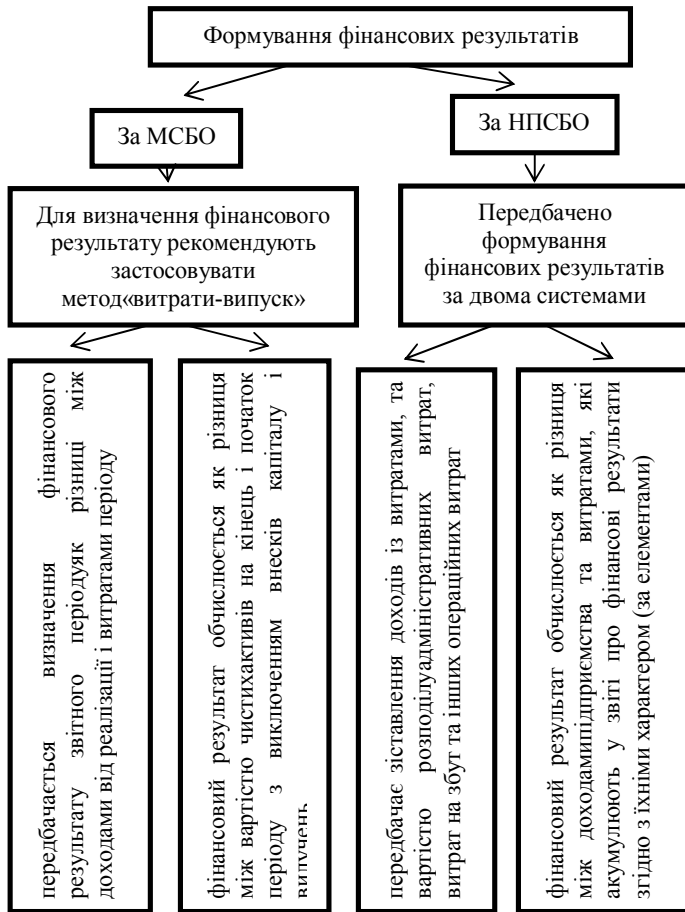 Формування фінансових результатів
За МСБО
За НПСБО
Для визначення фінансового
результату рекомендують
застосовувати
метод«витрати-випуск»
Передбачено
формування
фінансових результатів
за двома системами
передбачається визначення фінансового
результату звітного періодуяк різниці між
доходами від реалізації і витратами періоду
фінансовий результат обчислюється як різниця
між вартістю чистихактивів на кінець і початок
періоду з виключенням внесків капіталу і
вилучень
передбачає зіставлення доходів із витратами, та
вартістю розподілуадміністративних витрат,
витрат на збут та інших операційних витрат
фінансовий результат обчислюється як різниця
між доходамипідприємства та витратами, які
акумулюють у звіті про фінансові результати
згідно з їхніми характером (за елементами)